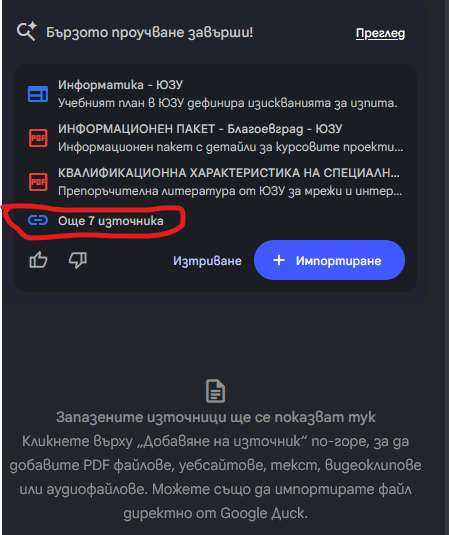 Бързото проучване завърши!
Преглед
Информатика - ЮЗУ
Учебният план в ЮЗУ дефинира изискванията за изпита.
PDF
ИНФОРМАЦИОНЕН ПАКЕТ - Благоевград - ЮЗУ
Информационен пакет с детайли за курсовите проекти...
PDF
КВАЛИФИКАЦИОННА ХАРАКТЕРИСТИКА НА СПЕЦИАЛН...
Препоръчителна литература от ЮЗУ за мрежи и интер...
Още 7 източника
Изтриване
+ Импортиране
Запазените източници ще се показват тук
Кликнете върху „Добавяне на източник“ по-горе, за да
добавите PDF файлове, уебсайтове, текст, видеоклипове
или аудиофайлове. Можете също да импортирате файл
директно от Google Диск.